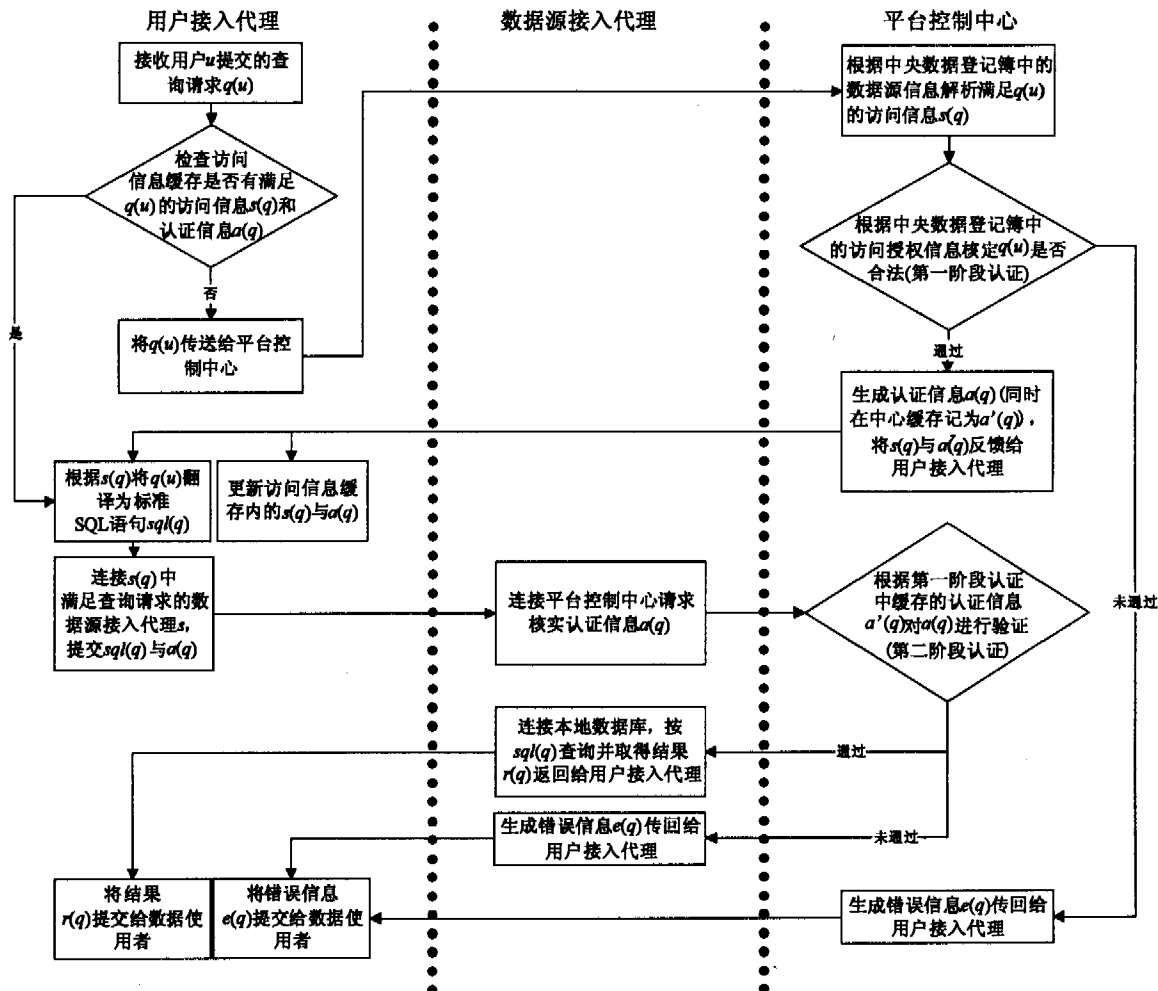 用户接入代理
数据源接入代理
平台控制中心
接收用户u提交的查
询请求q(u)
检查访问
信息缓存是否有满足
q(u)的访问信息s(q)和
认证信息a(q)
否
是
将q(u)传送给平台控
制中心
根据中央数据登记簿中的
数据源信息解析满足q(u)
的访问信息s(q)
根据中央数据登记簿中
的访问授权信息核定q(u)是否
合法(第一阶段认证)
通过
未通过
生成认证信息a(q)(同时
在中心缓存记为a'(q)),
将s(q)与a(q)反馈给
用户接入代理
根据s(q)将q(u)翻
译为标准
SQL语句sql(q)
更新访问信息缓
存内的s(q)与a(q)
连接s(q)中
满足查询请求的数
据源接入代理s,
提交sql(q)与a(q)
连接平台控制中心请求
核实认证信息a(q)
根据第一阶段认证
中缓存的认证信息
a'(q)对a(q)进行验证
(第二阶段认证)
连接本地数据库，按
sql(q)查询并取得结果
r(q)返回给用户接入代理
通过
生成错误信息e(q)传回给
用户接入代理
未通过
将结果
r(q)提交给数据使
用者
将错误信息
e(q)提交给数据使
用者
生成错误信息e(q)传回给
用户接入代理